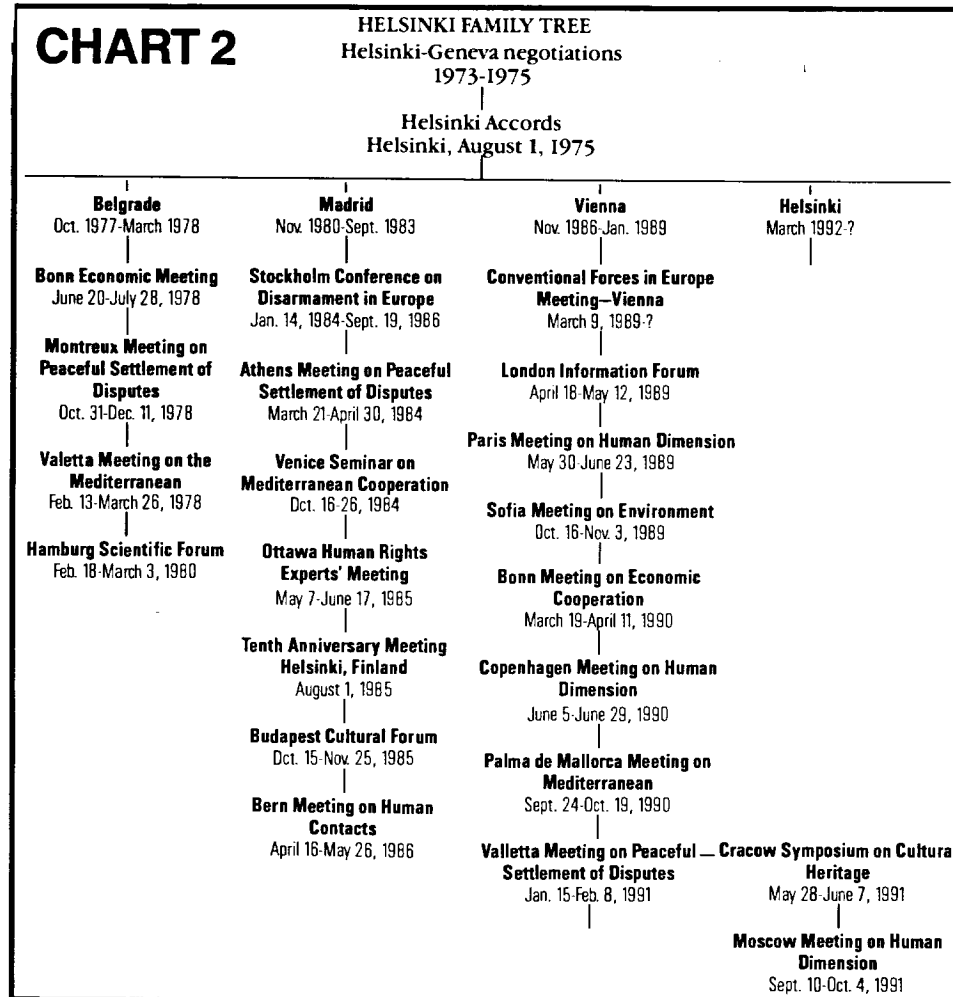 CHART 2
HELSINKI FAMILY TREE
Helsinki-Geneva negotiations
1973-1975
Helsinki Accords
Helsinki, August 1, 1975
Belgrade
Oct. 1977-March 1978
Bonn Economic Meeting
June 20-July 28, 1978
Montreux Meeting on
Peaceful Settlement of
Disputes
Oct. 31-Dec. 11, 1978
Valetta Meeting on the
Mediterranean
Feb. 13-March 26, 1978
Hamburg Scientific Forum
Feb. 18-March 3, 1980
Madrid
Nov. 1980-Sept. 1983
Stockholm Conference on
Disarmament in Europe
Jan. 14, 1984-Sept. 19, 1986
Athens Meeting on Peaceful
Settlement of Disputes
March 21-April 30, 1984
Venice Seminar on
Mediterranean Cooperation
Oct. 16-26, 1984
Ottawa Human Rights
Experts' Meeting
May 7-June 17, 1985
Tenth Anniversary Meeting
Helsinki, Finland
August 1, 1985
Budapest Cultural Forum
Oct. 15-Nov. 25, 1985
Bern Meeting on Human
Contacts
April 16-May 26, 1986
Vienna
Nov. 1986-Jan. 1989
Conventional Forces in Europe
Meeting—Vienna
March 9, 1989-?
London Information Forum
April 18-May 12, 1989
Paris Meeting on Human Dimension
May 30-June 23, 1989
Sofia Meeting on Environment
Oct. 16-Nov. 3, 1989
Bonn Meeting on Economic
Cooperation
March 19-April 11, 1990
Copenhagen Meeting on Human
Dimension
June 5-June 29, 1990
Palma de Mallorca Meeting on
Mediterranean
Sept. 24-Oct. 19, 1990
Valletta Meeting on Peaceful
Settlement of Disputes
Jan. 15-Feb. 8, 1991
Helsinki
March 1992-?
Cracow Symposium on Cultura
Heritage
May 28-June 7, 1991
Moscow Meeting on Human
Dimension
Sept. 10-Oct. 4, 1991